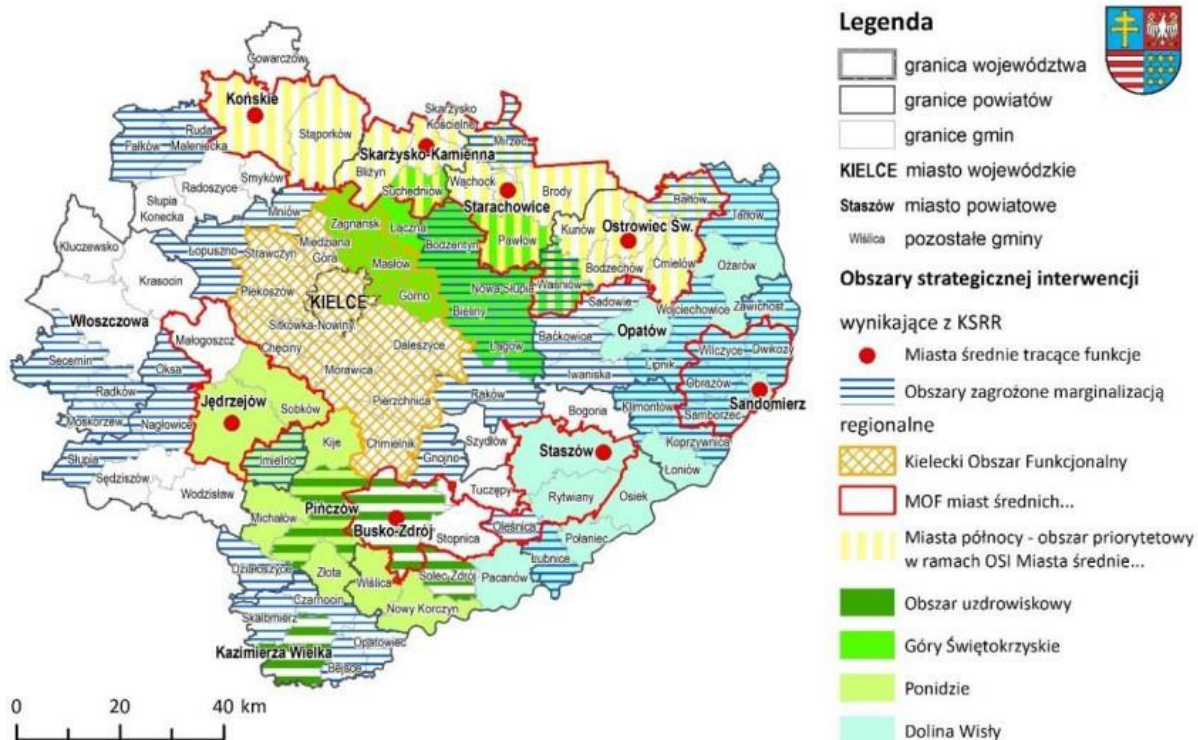 Gowarczów
Końskie
Skarżysko
Kościelne
Ruda
Fałków
Maleniecka
Stąporków
Mirzec
Skarżysko-Kamienna
Bliżyn
Wąchock
Radoszyce
Smyków
Suchedniów
Brody
Bałtów
Tarłów
Słupia
Konecka
Starachowice
Mniów
Zagnańsk
Łączna
Kunów
Ostrowiec Św.
Kluczewsko
Łopuszno
Strawczyn
Miedziana
Góra
Bodzentyn
Pawłów
Bodzechów
Ćmielów
Ożarów
Krasocin
Masłów
Waśniów
Piekoszów
KIELCE
Górno
Nowa Słupia
Sadowie
Wojciechowice
Zawichost
Włoszczowa
Sitkówka-Nowiny
Bieliny
Opatów
Małogoszcz
Chęciny
Daleszyce
Łagów
Baćkowice
Wilczyce
Dwikozy
Secemin
Oksa
Morawica
Iwaniska
Lipnik
Obrazów
Radków
Jędrzejów
Pierzchnica
Raków
Sandomierz
Moskorzew
Nagłowice
Sobków
Bogoria
Klimontów
Samborzec
Kije
Chmielnik
Szydłów
Staszów
Koprzywnica
Słupia
Imielno
Gnojno
Łoniów
Sędziszów
Wodzisław
Tuczępy
Rytwiany
Osiek
Michałów
Pińczów
Busko-Zdrój
Stopnica
Oleśnica
Połaniec
Działoszyce
Złota
Wiślica
Solec Zdrój
Pacanów
Łubnice
Czarnocin
Nowy Korczyn
Skalbmierz
Kazimierza Wielka
Opatowiec
Bejsce
0 20 40 km
Legenda
granica województwa
granice powiatów
granice gmin
KIELCE miasto wojewódzkie
Staszów miasto powiatowe
Wiślica pozostałe gminy
Obszary strategicznej interwencji
wynikające z KSRR
Miasta średnie tracące funkcje
Obszary zagrożone marginalizacją
regionalne
Kielecki Obszar Funkcjonalny
MOF miast średnich...
Miasta północy - obszar priorytetowy
w ramach OSI Miasta średnie...
Obszar uzdrowiskowy
Góry Świętokrzyskie
Ponidzie
Dolina Wisły